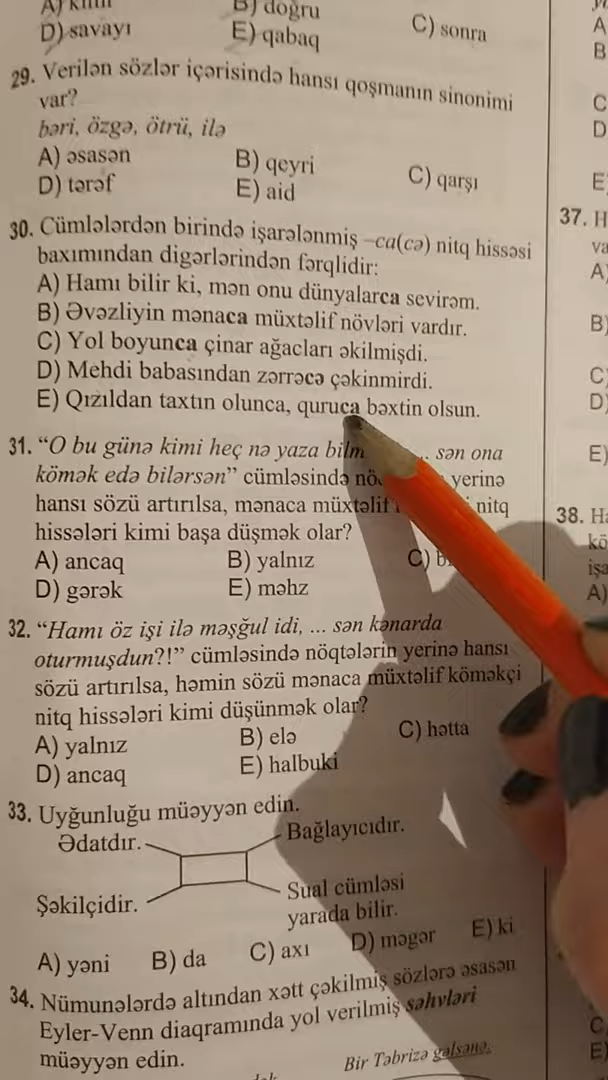 B) doğru
D) savayı
E) qabaq
C) sonra
29. Verilən sözlər içərisində hansı qoşmanın sinonimi
var?
bəri, özgə, ötrü, ilə
A) əsasən
B) qeyri
C) qarşı
D) tərəf
E) aid
30. Cümlələrdən birində işarələnmiş –ca(cə) nitq hissəsi
baxımından digərlərindən fərqlidir:
A) Hamı bilir ki, mən onu dünyalarca sevirəm.
B) Əvəzliyin mənaca müxtəlif növləri vardır.
C) Yol boyunca çinar ağacları əkilmişdi.
D) Mehdi babasından zərrəcə çəkinmirdi.
E) Qızıldan taxtın olunca, quruca bəxtin olsun.
31. “O bu günə kimi heç nə yaza bilm .. sən ona
kömək edə bilərsən” cümləsində nö yerinə
hansı sözü artırılsa, mənaca müxtəlif nitq
hissələri kimi başa düşmək olar?
A) ancaq
B) yalnız
C)
D) gərək
E) məhz
32. “Hamı öz işi ilə məşğul idi, ... sən kənarda
oturmuşdun?!” cümləsində nöqtələrin yerinə hansı
sözü artırılsa, həmin sözü mənaca müxtəlif köməkçi
nitq hissələri kimi düşünmək olar?
A) yalnız
B) elə
C) hətta
D) ancaq
E) halbuki
33. Uyğunluğu müəyyən edin.
Ədatdır.
Bağlayıcıdır.
Şəkilçidir.
Sual cümləsi
yarada bilir.
A) yəni
B) da
C) axı
D) məgər
E) ki
34. Nümunələrdə altından xətt çəkilmiş sözlərə əsasən
Eyler-Venn diaqramında yol verilmiş səhvləri
müəyyən edin.
Bir Təbrizə gəlsənə.
A
B
C
D
E
37. H
va
A)
B)
C)
D)
E)
38. Hə
kö
işa
A)
C
E)